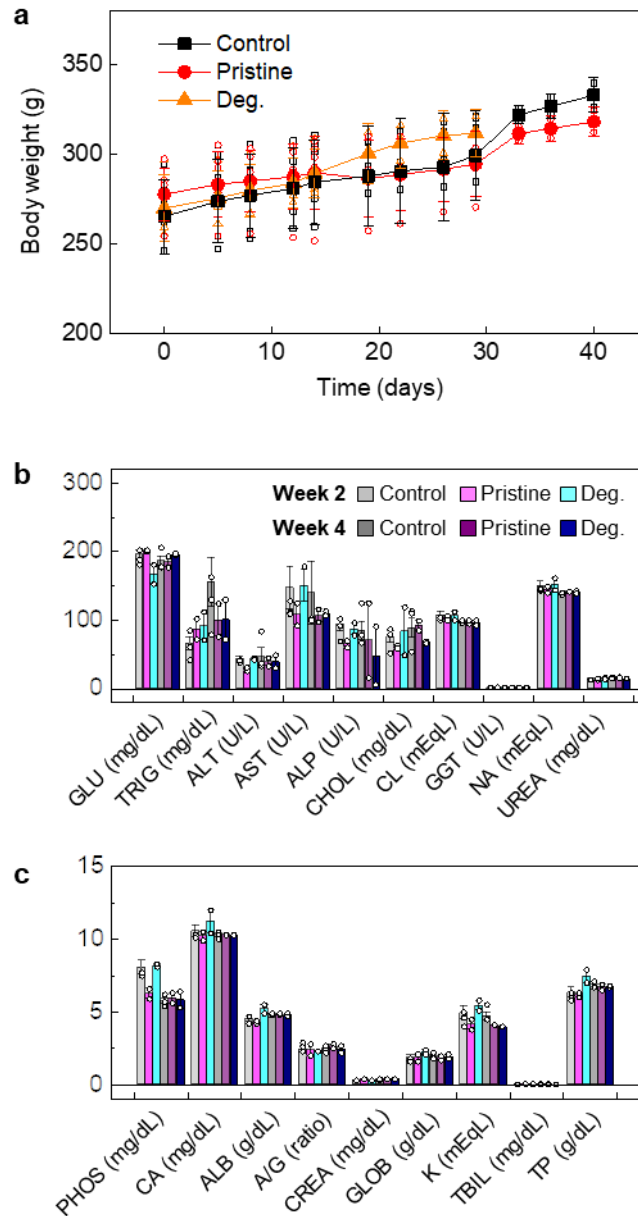 a
Control
Pristine
Deg.
350
300
250
200
Body weight (g)
0 10 20 30 40
Time (days)
b
Week 2 Control Pristine Deg.
Week 4 Control Pristine Deg.
300
200
100
0
GLU (mg/dL)
TRIG (mg/dL)
ALT (U/L)
AST (U/L)
ALP (U/L)
CHOL (mg/dL)
CL (mEqL)
GGT (U/L)
NA (mEqL)
UREA (mg/dL)
c
15
10
5
0
PHOS (mg/dL)
CA (mg/dL)
ALB (g/dL)
A/G (ratio)
CREA (mg/dL)
GLOB (g/dL)
K (mEqL)
TBIL (mg/dL)
TP (g/dL)